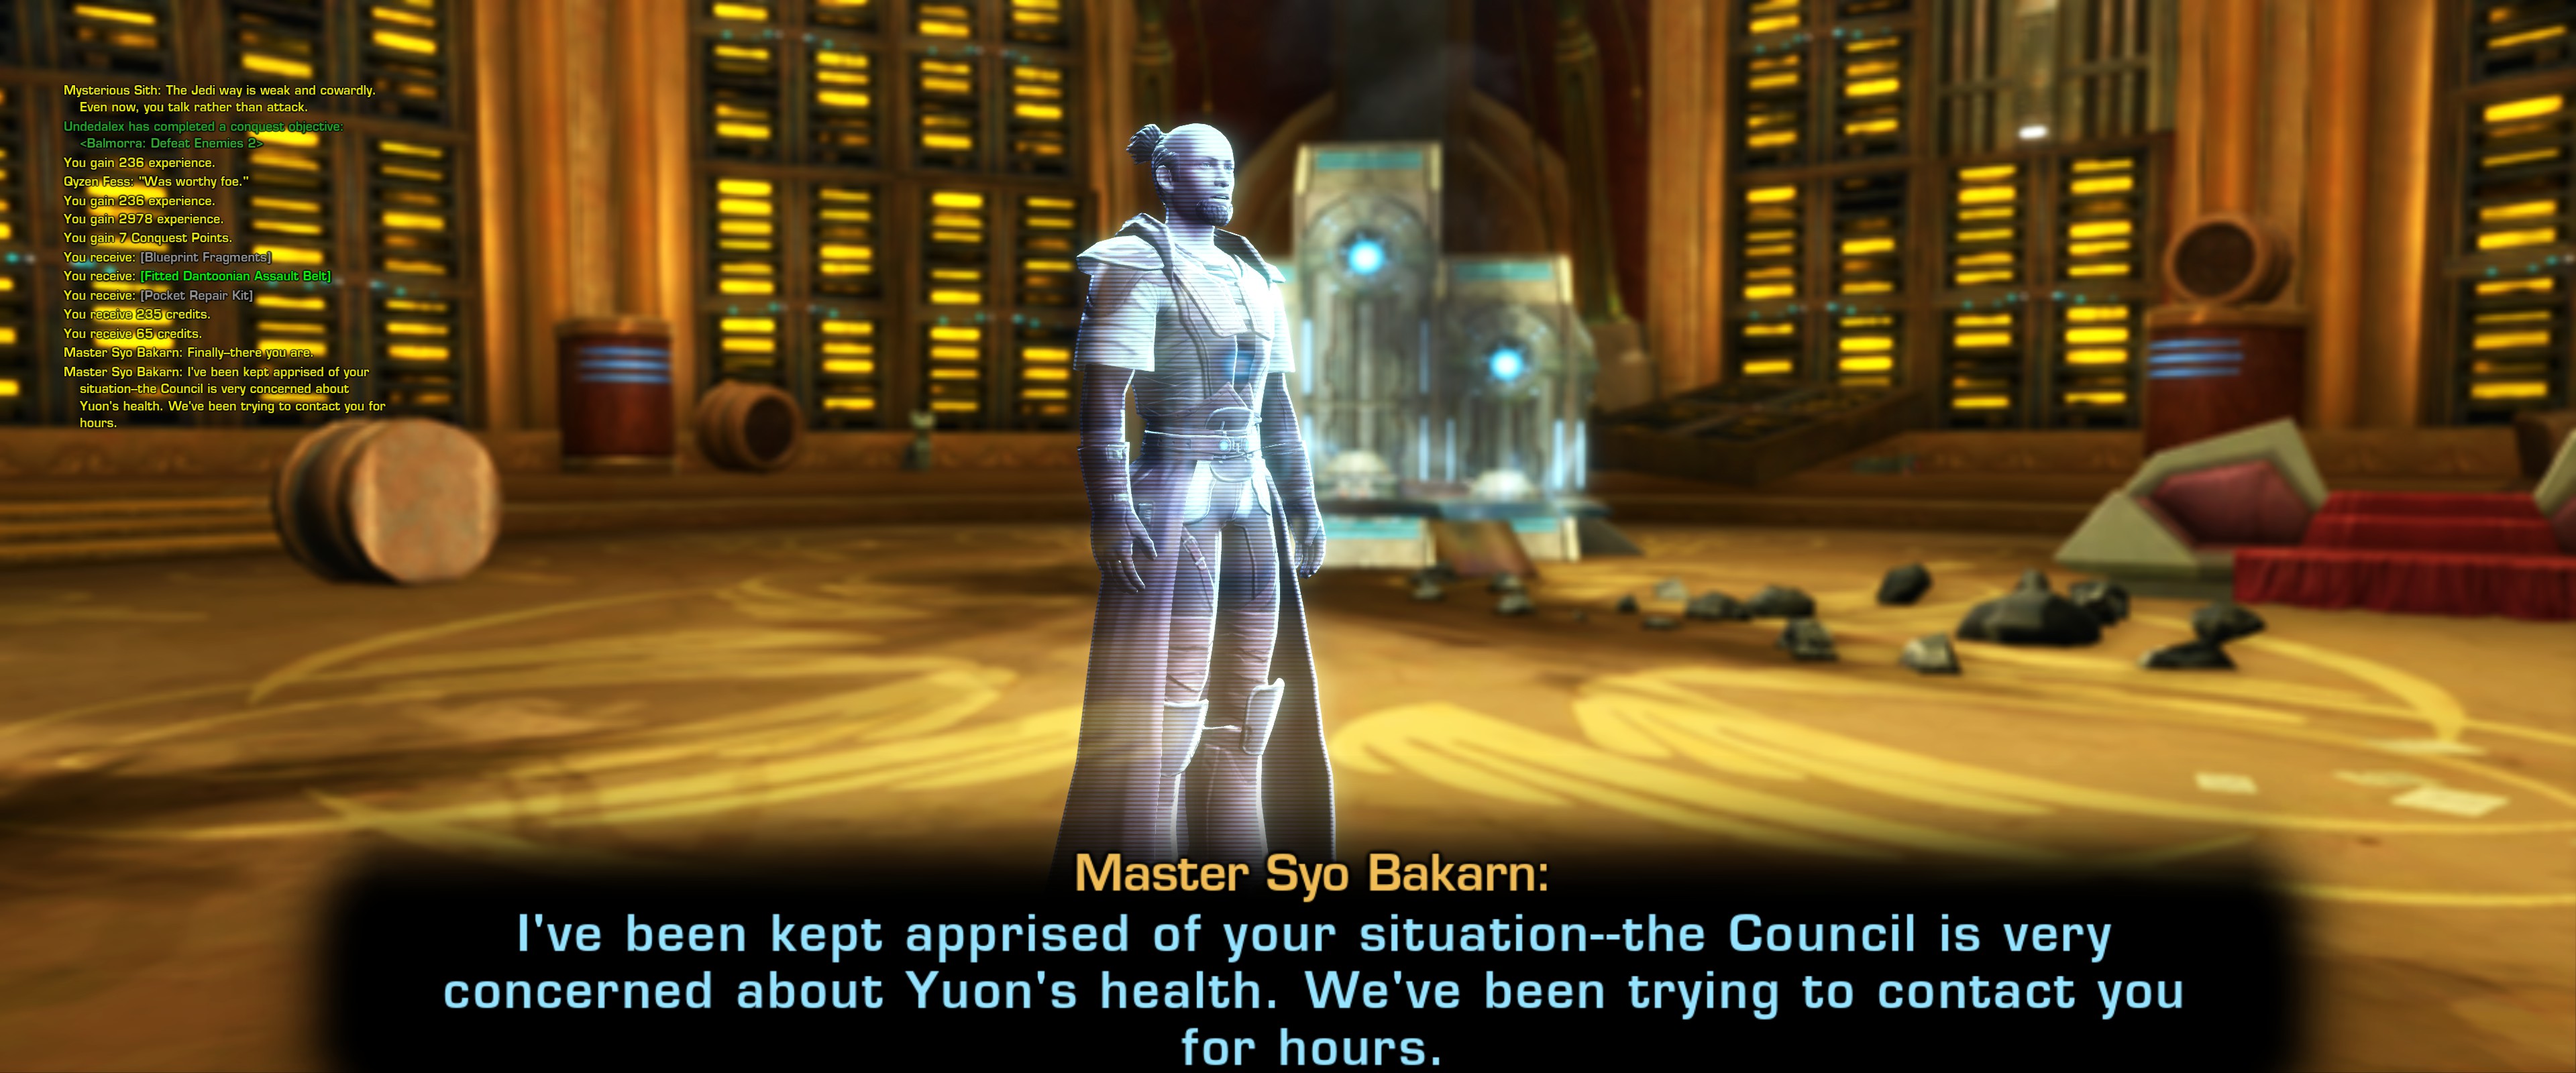 Mysterious Sith: The Jedi way is weak and cowardly.
Even now, you talk rather than attack.
Undedalex has completed a conquest objective:
<Balmorra: Defeat Enemies 2>
You gain 236 experience.
Qyzen Fess: "Was worthy foe."
You gain 236 experience.
You gain 2978 experience.
You gain 7 Conquest Points.
You receive: [Blueprint Fragments]
You receive: [Fitted Dantoonian Assault Belt]
You receive: [Pocket Repair Kit]
You receive 235 credits.
You receive 65 credits.
Master Syo Bakarn: Finally--there you are.
Master Syo Bakarn: I've been kept apprised of your
situation--the Council is very concerned about
Yuon's health. We've been trying to contact you for
hours.
Master Syo Bakarn:
I've been kept apprised of your situation--the Council is very
concerned about Yuon's health. We've been trying to contact you
for hours.